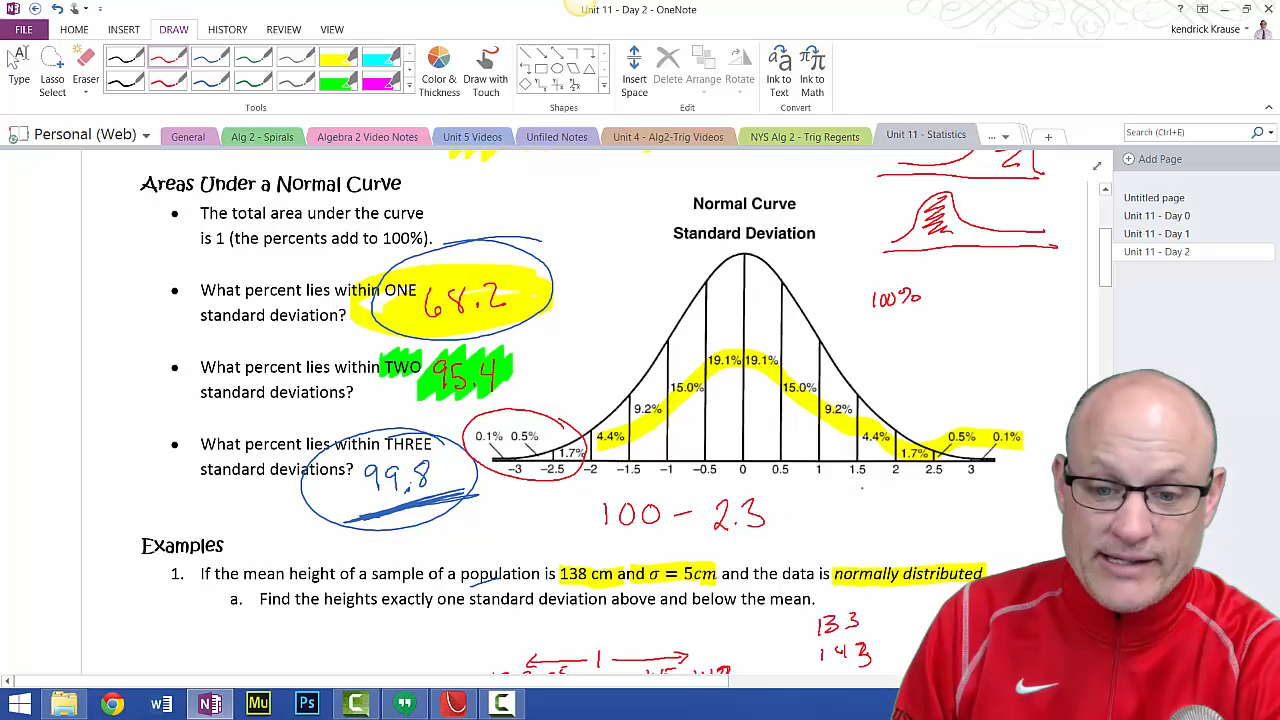 Unit 11 - Day 2 - OneNote
FILE HOME INSERT DRAW HISTORY REVIEW VIEW
kendrick Krause
Type
Lasso Select
Eraser
Color & Thickness
Draw with Touch
Insert Space
Delete
Arrange
Rotate
Ink to Text
Ink to Math
Tools
Shapes
Edit
Convert
Personal (Web)
General
Alg 2 - Spirals
Algebra 2 Video Notes
Unit 5 Videos
Unfiled Notes
Unit 4 - Alg2-Trig Videos
NYS Alg 2 - Trig Regents
Unit 11 - Statistics
...
Search (Ctrl+E)
Add Page
Untitled page
Unit 11 - Day 0
Unit 11 - Day 1
Unit 11 - Day 2
Areas Under a Normal Curve
• The total area under the curve
is 1 (the percents add to 100%).
• What percent lies within ONE
standard deviation?
68.2
• What percent lies within TWO
standard deviations?
95.4
• What percent lies within THREE
standard deviations?
99.8
Normal Curve
Standard Deviation
100%
19.1% 19.1%
15.0% 15.0%
9.2% 9.2%
0.1% 0.5% 4.4% 4.4% 0.5% 0.1%
1.7% 1.7%
−3 −2.5 −2 −1.5 −1 −0.5 0 0.5 1 1.5 2 2.5 3
100 - 2.3
Examples
1. If the mean height of a sample of a population is 138 cm and σ = 5cm and the data is normally distributed
a. Find the heights exactly one standard deviation above and below the mean.
133
143